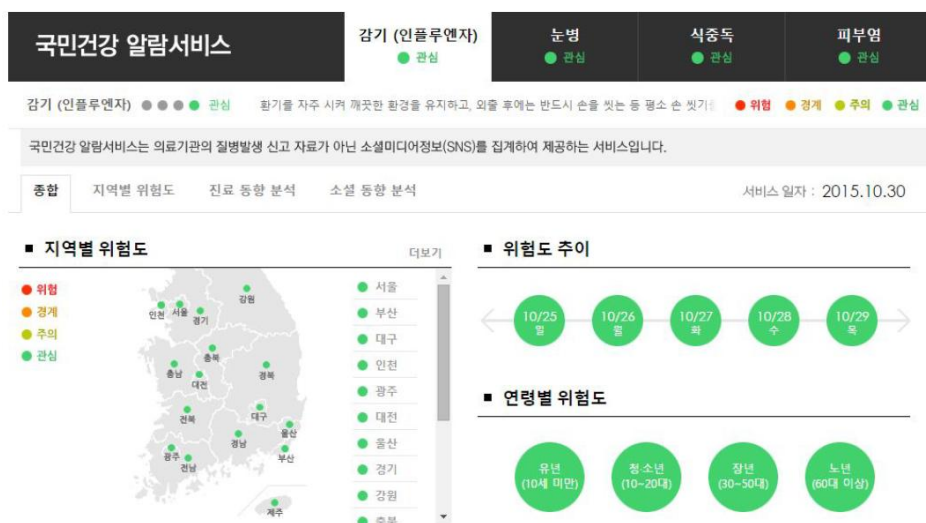 국민건강 알람서비스
감기 (인플루엔자)
관심
눈병
관심
식중독
관심
피부염
관심
감기 (인플루엔자) 관심 환기를 자주 시켜 깨끗한 환경을 유지하고, 외출 후에는 반드시 손을 씻는 등 평소 손 씻기를 위험 경계 주의 관심
국민건강 알람서비스는 의료기관의 질병발생 신고 자료가 아닌 소셜미디어정보(SNS)를 집계하여 제공하는 서비스입니다.
종합 지역별 위험도 진료 동향 분석 소셜 동향 분석 서비스 일자 : 2015.10.30
■ 지역별 위험도 더보기
위험
경계
주의
관심
강원
인천 서울 경기
충북
충남 대전 경북
전북 대구
울산
경남
광주 부산
전남
제주
서울
부산
대구
인천
광주
대전
울산
경기
강원
충북
■ 위험도 추이
10/25 10/26 10/27 10/28 10/29
월 월 화 수 목
■ 연령별 위험도
유년 청소년 장년 노년
(10세 미만) (10~20대) (30~50대) (60대 이상)